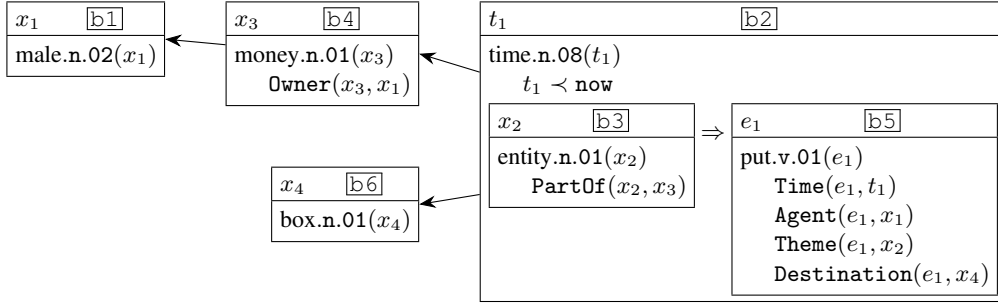 x₁ b1
male.n.02(x₁)
x₃ b4
money.n.01(x₃)
Owner(x₃, x₁)
t₁ b2
time.n.08(t₁)
t₁ ≺ now
x₂ b3
entity.n.01(x₂)
PartOf(x₂, x₃)
⇒
e₁ b5
put.v.01(e₁)
Time(e₁, t₁)
Agent(e₁, x₁)
Theme(e₁, x₂)
Destination(e₁, x₄)
x₄ b6
box.n.01(x₄)